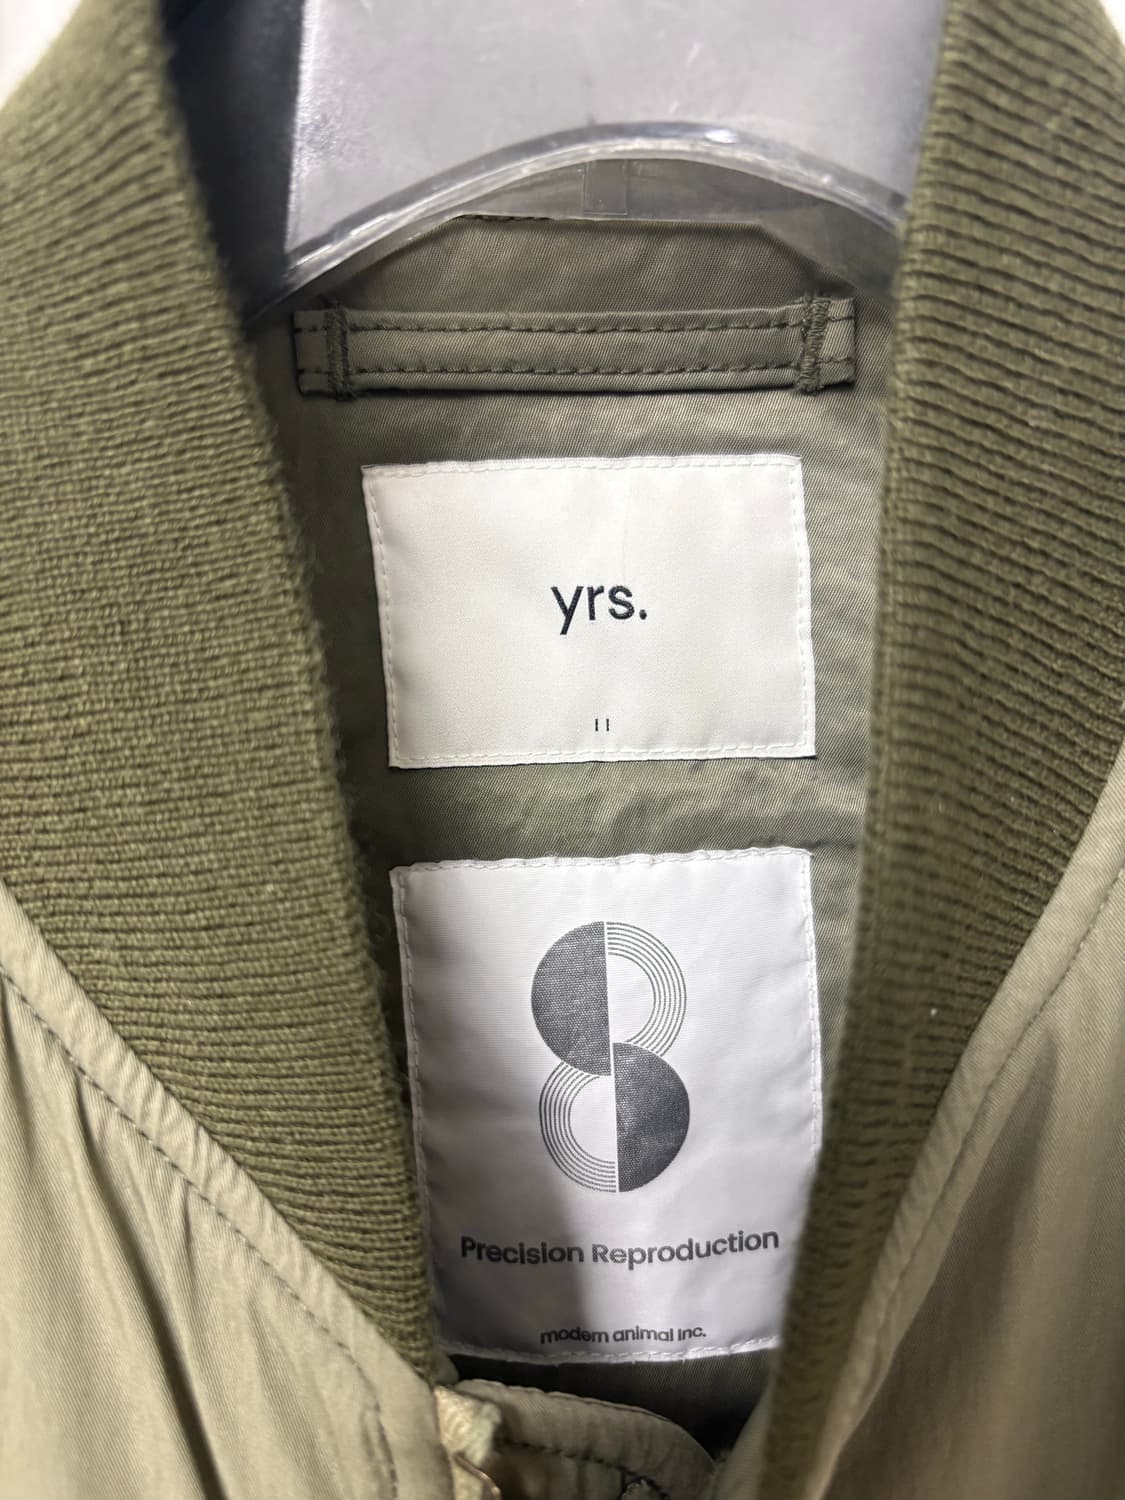 yrs.
II
Precision Reproduction
modern animal Inc.